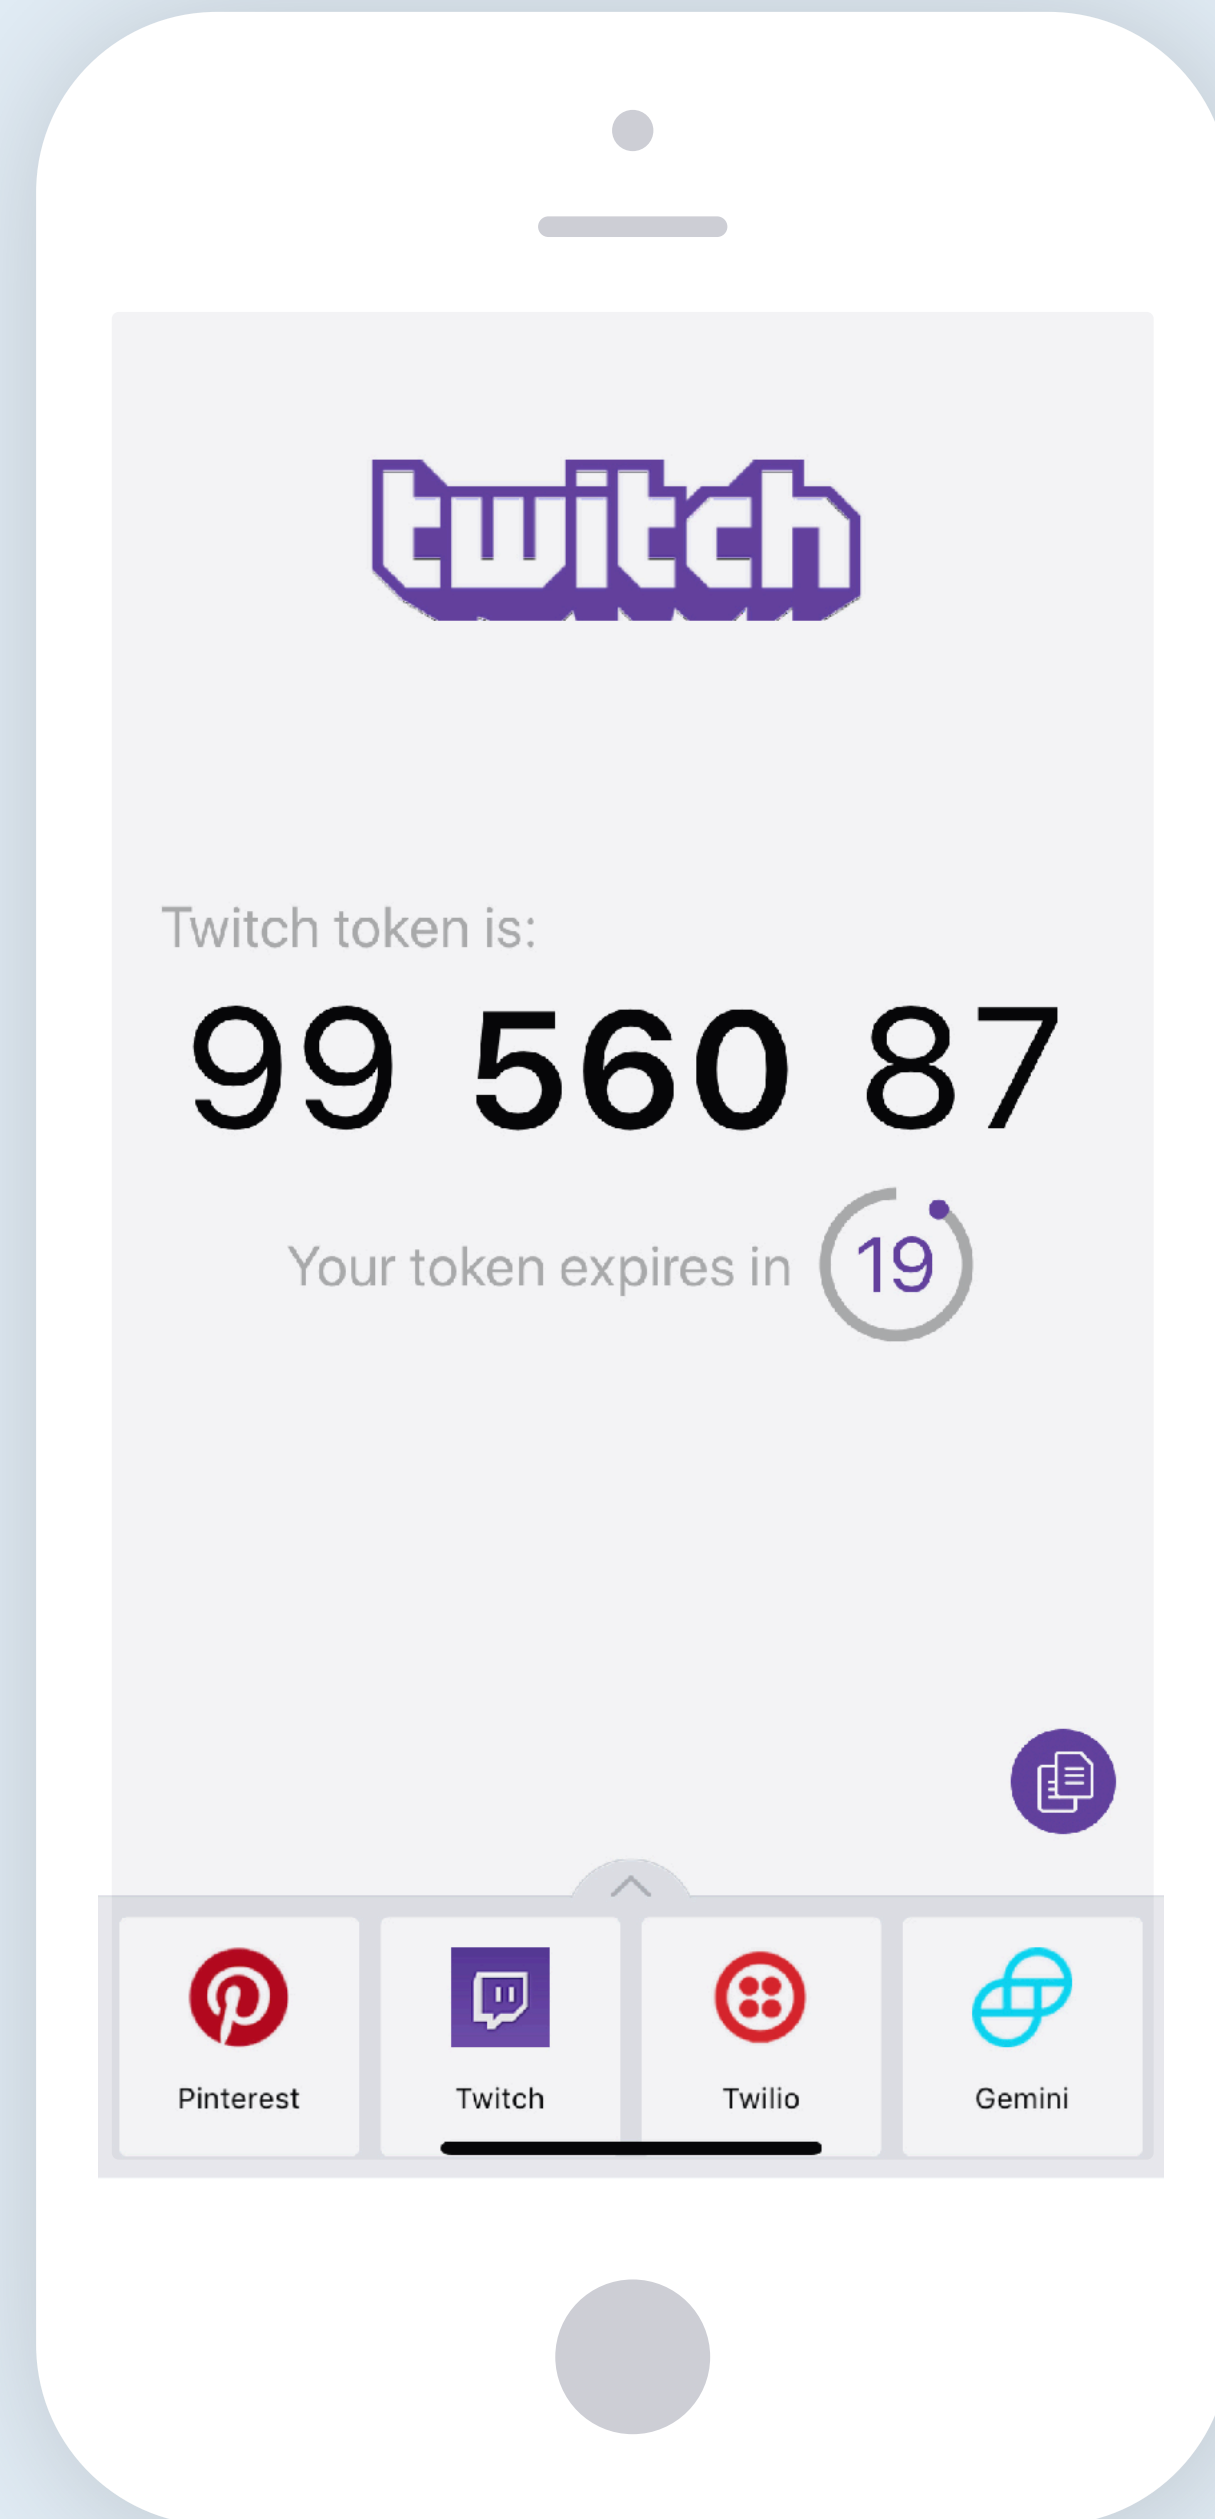 twitch
Twitch token is:
99 560 87
Your token expires in 19
Pinterest Twitch Twilio Gemini